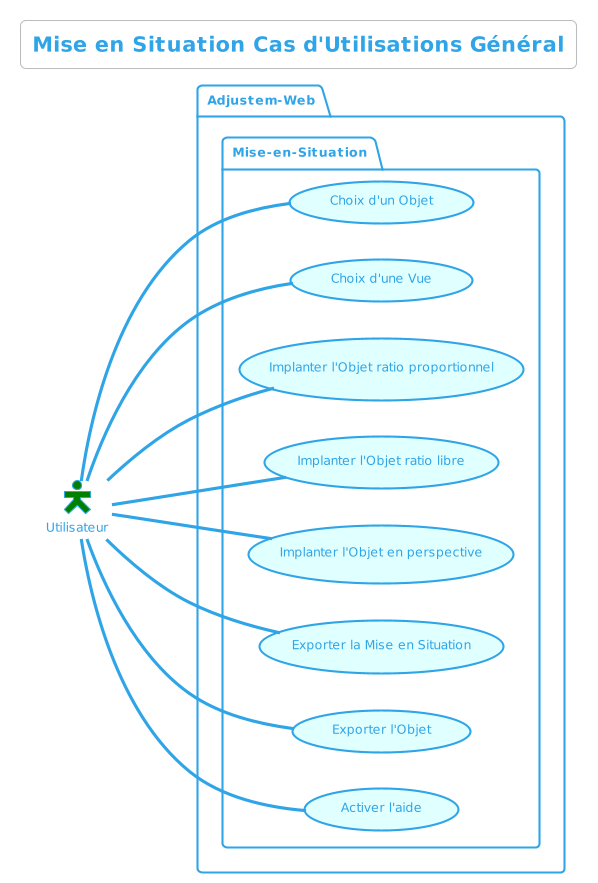 Mise en Situation Cas d'Utilisations Général
Adjustem-Web
Mise-en-Situation
Choix d'un Objet
Choix d'une Vue
Implanter l'Objet ratio proportionnel
Implanter l'Objet ratio libre
Utilisateur
Implanter l'Objet en perspective
Exporter la Mise en Situation
Exporter l'Objet
Activer l'aide